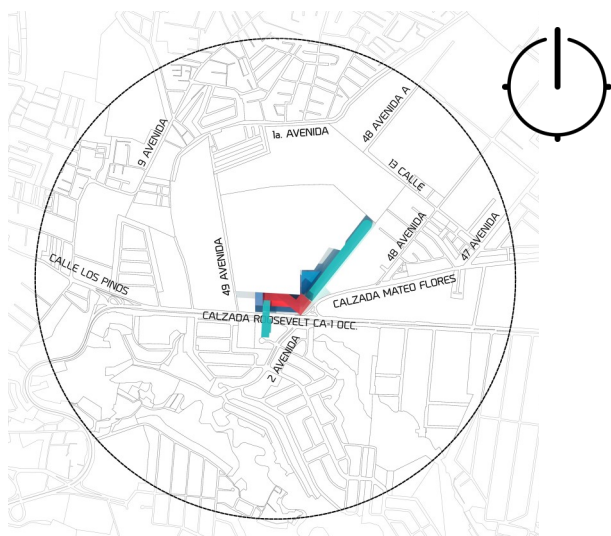 48 AVENIDA A
1a. AVENIDA
9 AVENIDA
13 CALLE
48 AVENIDA
47 AVENIDA
CALLE LOS PINOS
49 AVENIDA
CALZADA MATEO FLORES
CALZADA ROOSEVELT CA-1 OCC.
2 AVENIDA